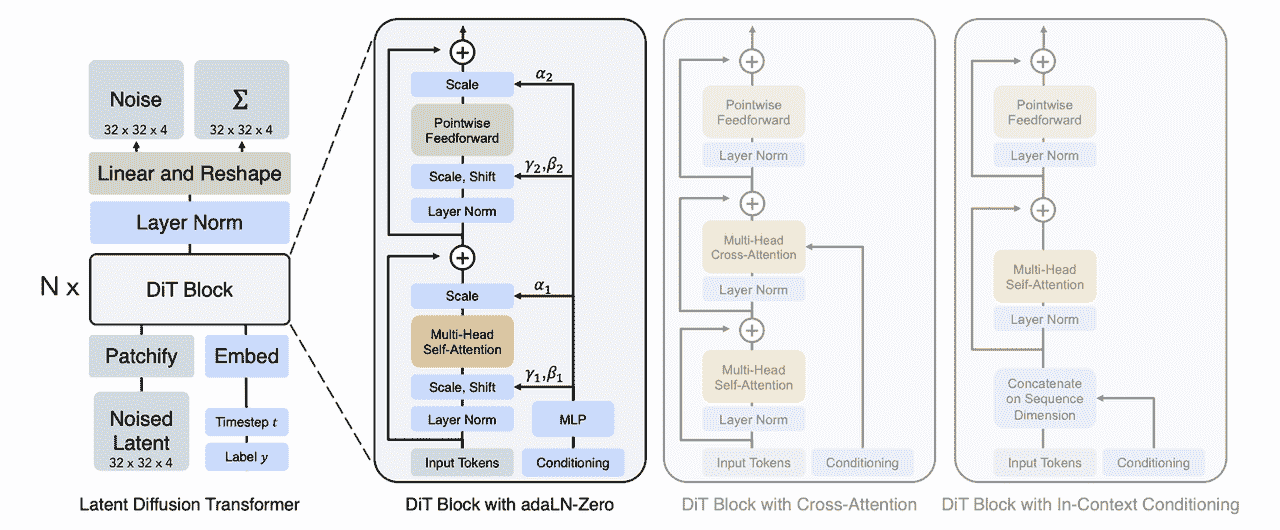 Noise
32 x 32 x 4
Σ
32 x 32 x 4
Linear and Reshape
Layer Norm
N x
DiT Block
Patchify
Embed
Noised
Latent
32 x 32 x 4
Timestep t
Label y
Latent Diffusion Transformer
Scale
α2
Pointwise
Feedforward
Scale, Shift
γ2,β2
Layer Norm
Scale
α1
Multi-Head
Self-Attention
Scale, Shift
γ1,β1
Layer Norm
MLP
Input Tokens
Conditioning
DiT Block with adaLN-Zero
Pointwise
Feedforward
Layer Norm
Multi-Head
Cross-Attention
Layer Norm
Multi-Head
Self-Attention
Layer Norm
Input Tokens
Conditioning
DiT Block with Cross-Attention
Pointwise
Feedforward
Layer Norm
Multi-Head
Self-Attention
Layer Norm
Concatenate
on Sequence
Dimension
Input Tokens
Conditioning
DiT Block with In-Context Conditioning